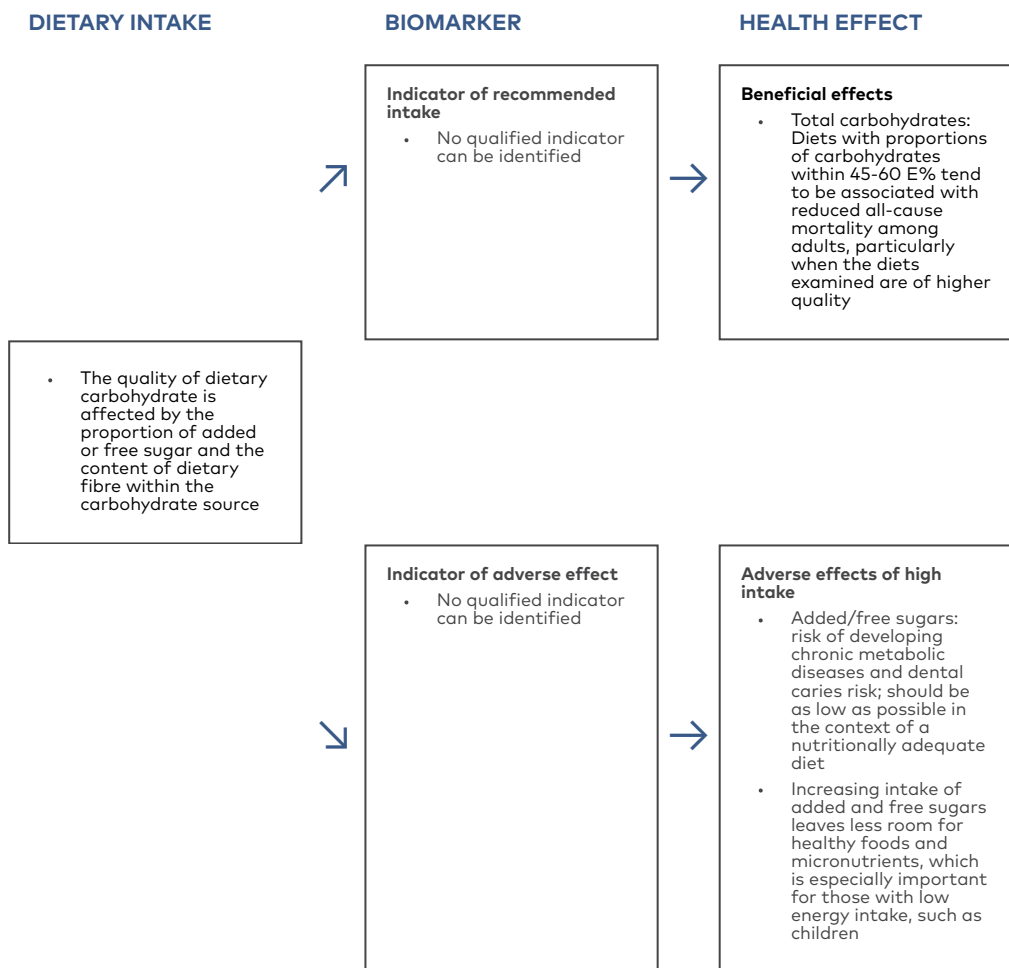 DIETARY INTAKE
BIOMARKER
HEALTH EFFECT
Indicator of recommended
intake
• No qualified indicator
can be identified
Beneficial effects
• Total carbohydrates:
Diets with proportions
of carbohydrates
within 45-60 E% tend
to be associated with
reduced all-cause
mortality among
adults, particularly
when the diets
examined are of higher
quality
• The quality of dietary
carbohydrate is
affected by the
proportion of added
or free sugar and the
content of dietary
fibre within the
carbohydrate source
Indicator of adverse effect
• No qualified indicator
can be identified
Adverse effects of high
intake
• Added/free sugars:
risk of developing
chronic metabolic
diseases and dental
caries risk; should be
as low as possible in
the context of a
nutritionally adequate
diet
• Increasing intake of
added and free sugars
leaves less room for
healthy foods and
micronutrients, which
is especially important
for those with low
energy intake, such as
children